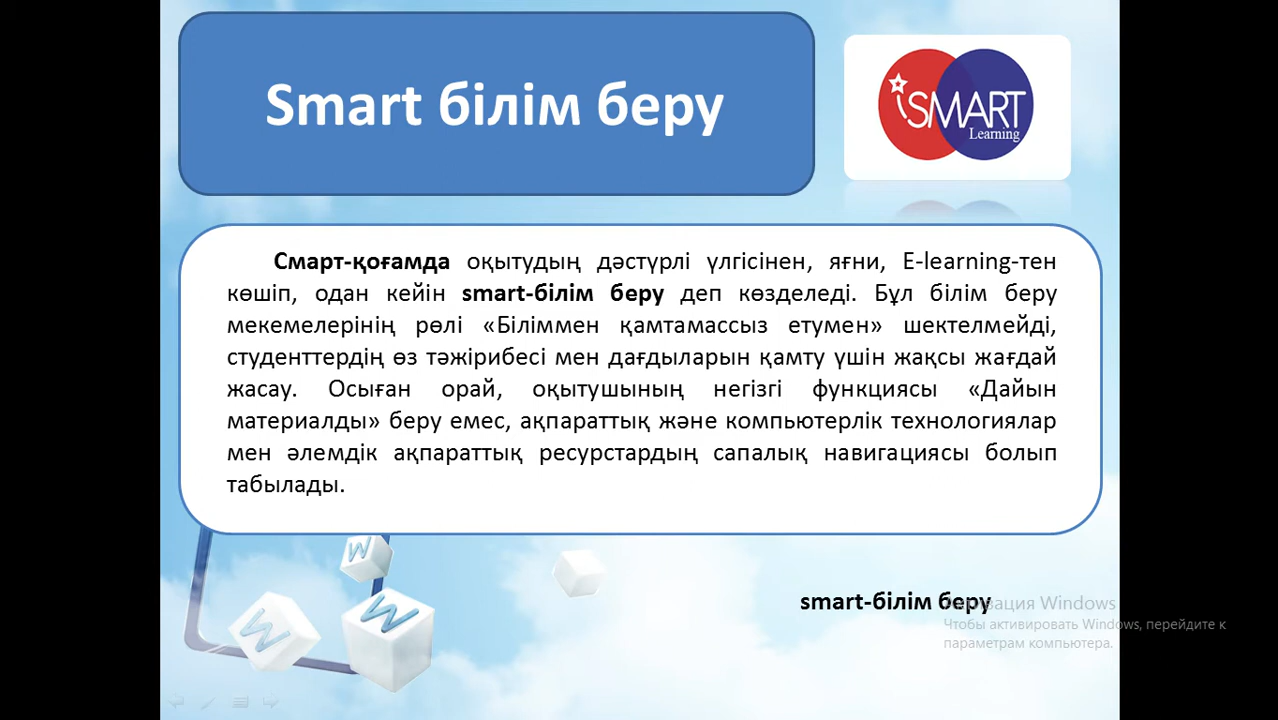 Smart білім беру
iSMART
Learning
Смарт-қоғамда оқытудың дәстүрлі үлгісінен, яғни, E-learning-тен
көшіп, одан кейін smart-білім беру деп көзделеді. Бұл білім беру
мекемелерінің рөлі «Біліммен қамтамассыз етумен» шектелмейді,
студенттердің өз тәжірибесі мен дағдыларын қамту үшін жақсы жағдай
жасау. Осыған орай, оқытушының негізгі функциясы «Дайын
материалды» беру емес, ақпараттық және компьютерлік технологиялар
мен әлемдік ақпараттық ресурстардың сапалық навигациясы болып
табылады.
W
W
W
smart-білім беру
Активация Windows
Чтобы активировать Windows, перейдите к
параметрам компьютера.